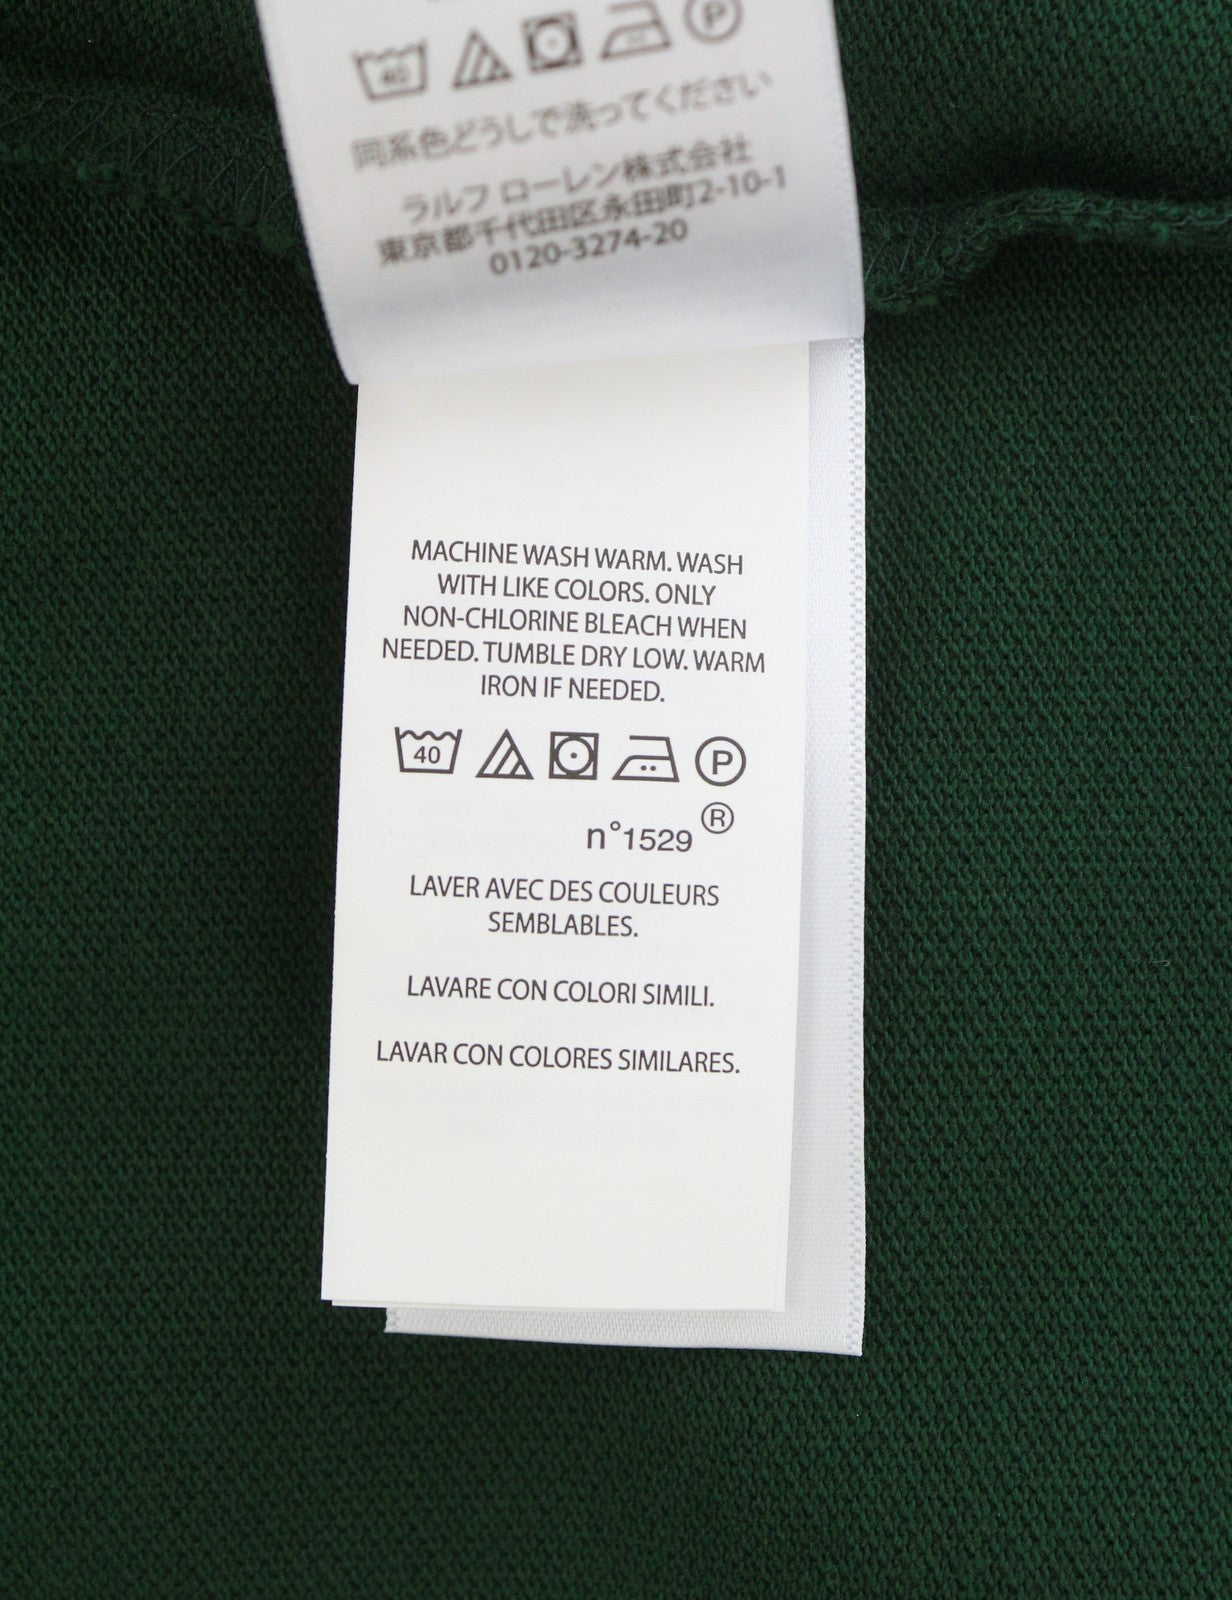 40 P
同系色どうしで洗ってください
ラルフ ローレン株式会社
東京都千代田区永田町2-10-1
0120-3274-20
MACHINE WASH WARM. WASH
WITH LIKE COLORS. ONLY
NON-CHLORINE BLEACH WHEN
NEEDED. TUMBLE DRY LOW. WARM
IRON IF NEEDED.
40 P
n°1529 ®
LAVER AVEC DES COULEURS
SEMBLABLES.
LAVARE CON COLORI SIMILI.
LAVAR CON COLORES SIMILARES.